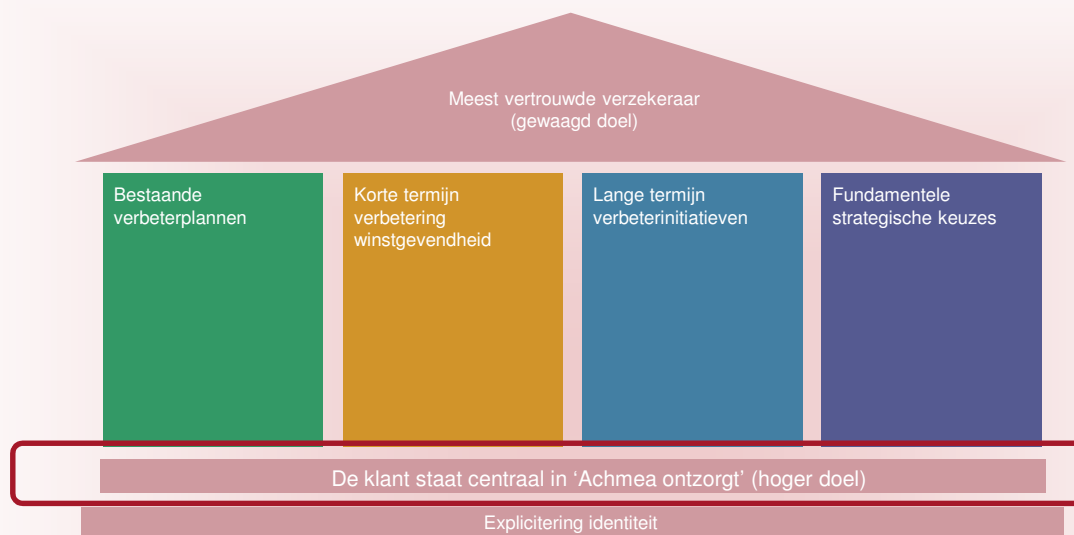 Meest vertrouwde verzekeraar
(gewaagd doel)
Bestaande
verbeterplannen
Korte termijn
verbetering
winstgevendheid
Lange termijn
verbeterinitiatieven
Fundamentele
strategische keuzes
De klant staat centraal in ‘Achmea ontzorgt’ (hoger doel)
Explicitering identiteit